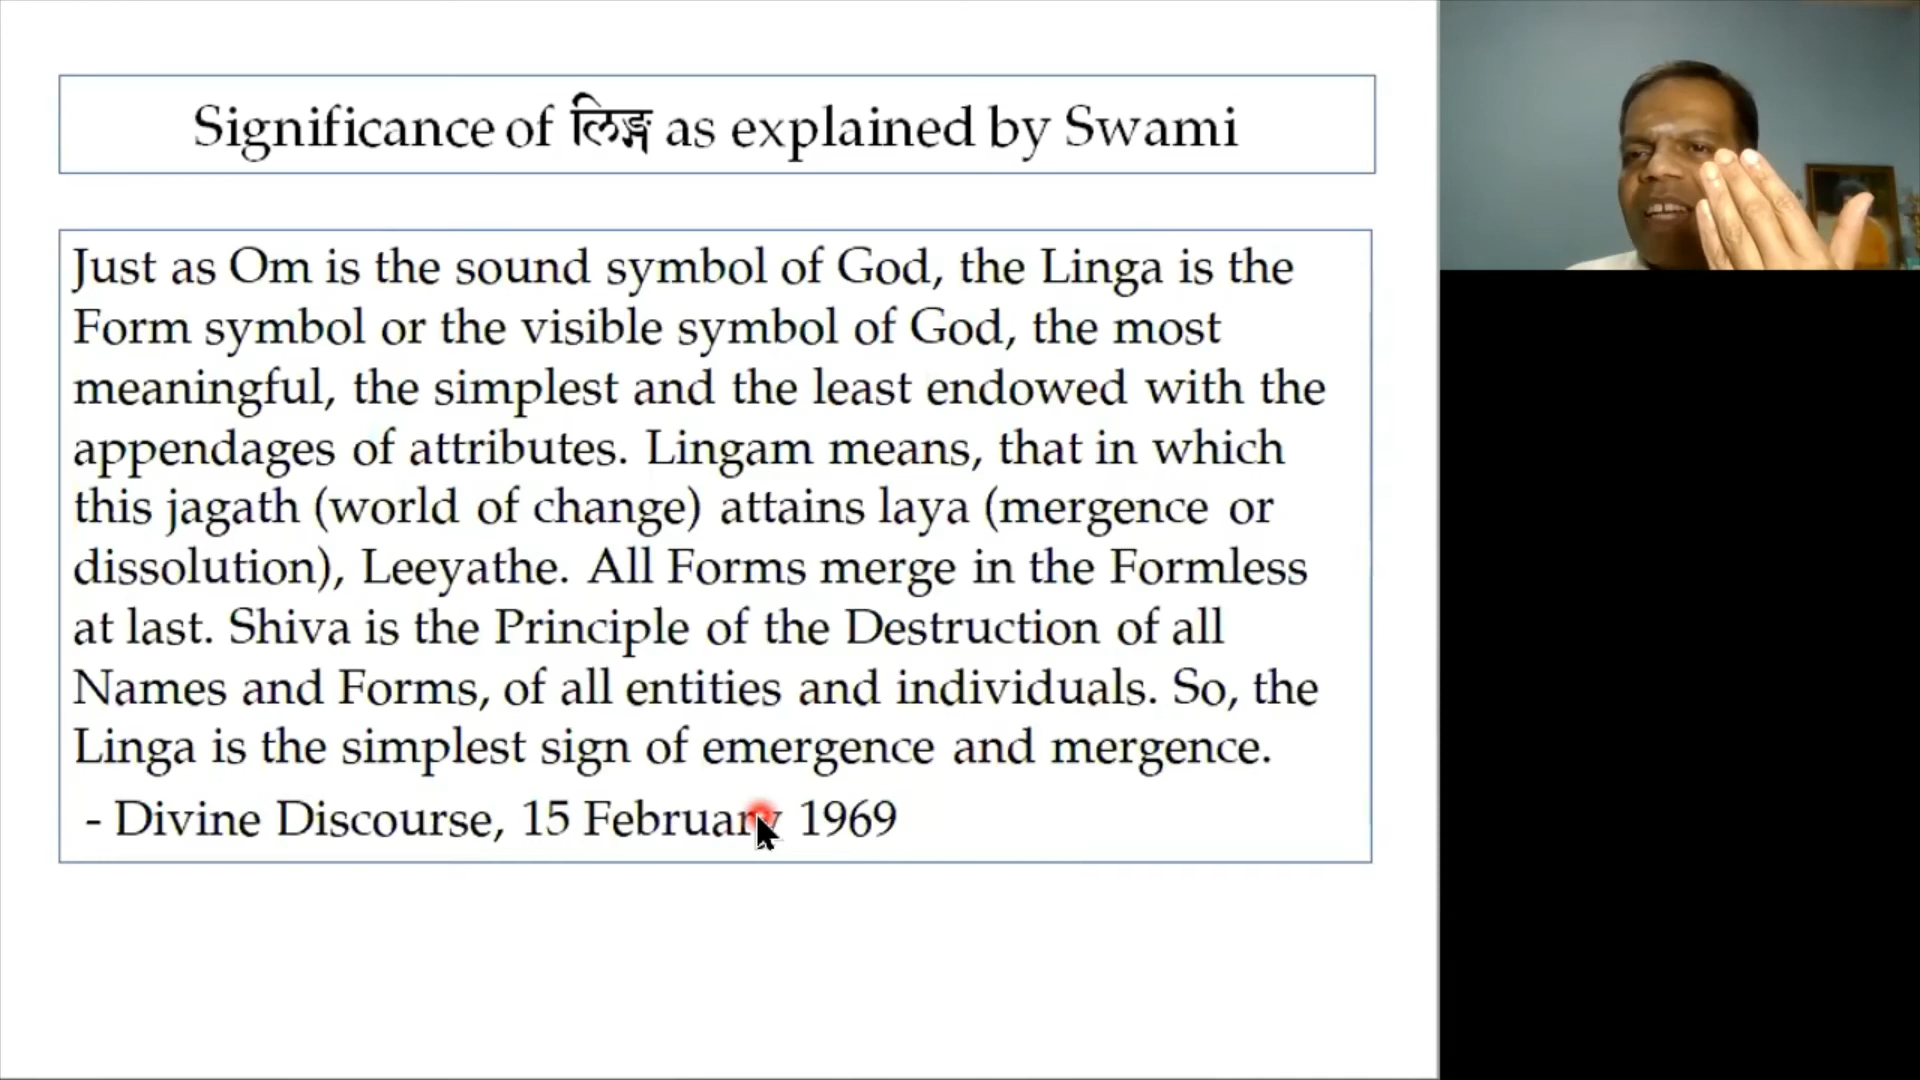 Significance of लिङ्ग as explained by Swami
Just as Om is the sound symbol of God, the Linga is the
Form symbol or the visible symbol of God, the most
meaningful, the simplest and the least endowed with the
appendages of attributes. Lingam means, that in which
this jagath (world of change) attains laya (mergence or
dissolution), Leeyathe. All Forms merge in the Formless
at last. Shiva is the Principle of the Destruction of all
Names and Forms, of all entities and individuals. So, the
Linga is the simplest sign of emergence and mergence.
- Divine Discourse, 15 February 1969